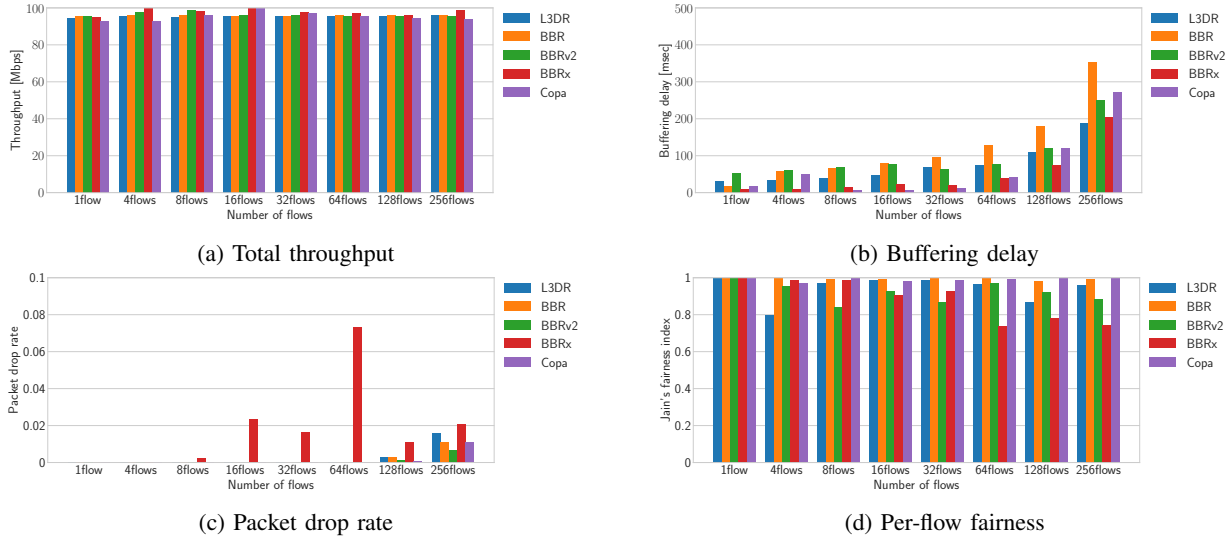 100
80
60
40
20
0
Throughput [Mbps]
1flow 4flows 8flows 16flows 32flows 64flows 128flows 256flows
Number of flows
L3DR
BBR
BBRv2
BBRx
Copa
(a) Total throughput
500
400
300
200
100
0
Buffering delay [msec]
1flow 4flows 8flows 16flows 32flows 64flows 128flows 256flows
Number of flows
L3DR
BBR
BBRv2
BBRx
Copa
(b) Buffering delay
0.1
0.08
0.06
0.04
0.02
0
Packet drop rate
1flow 4flows 8flows 16flows 32flows 64flows 128flows 256flows
Number of flows
L3DR
BBR
BBRv2
BBRx
Copa
(c) Packet drop rate
1
0.8
0.6
0.4
0.2
0
Jain's fairness index
1flow 4flows 8flows 16flows 32flows 64flows 128flows 256flows
Number of flows
L3DR
BBR
BBRv2
BBRx
Copa
(d) Per-flow fairness